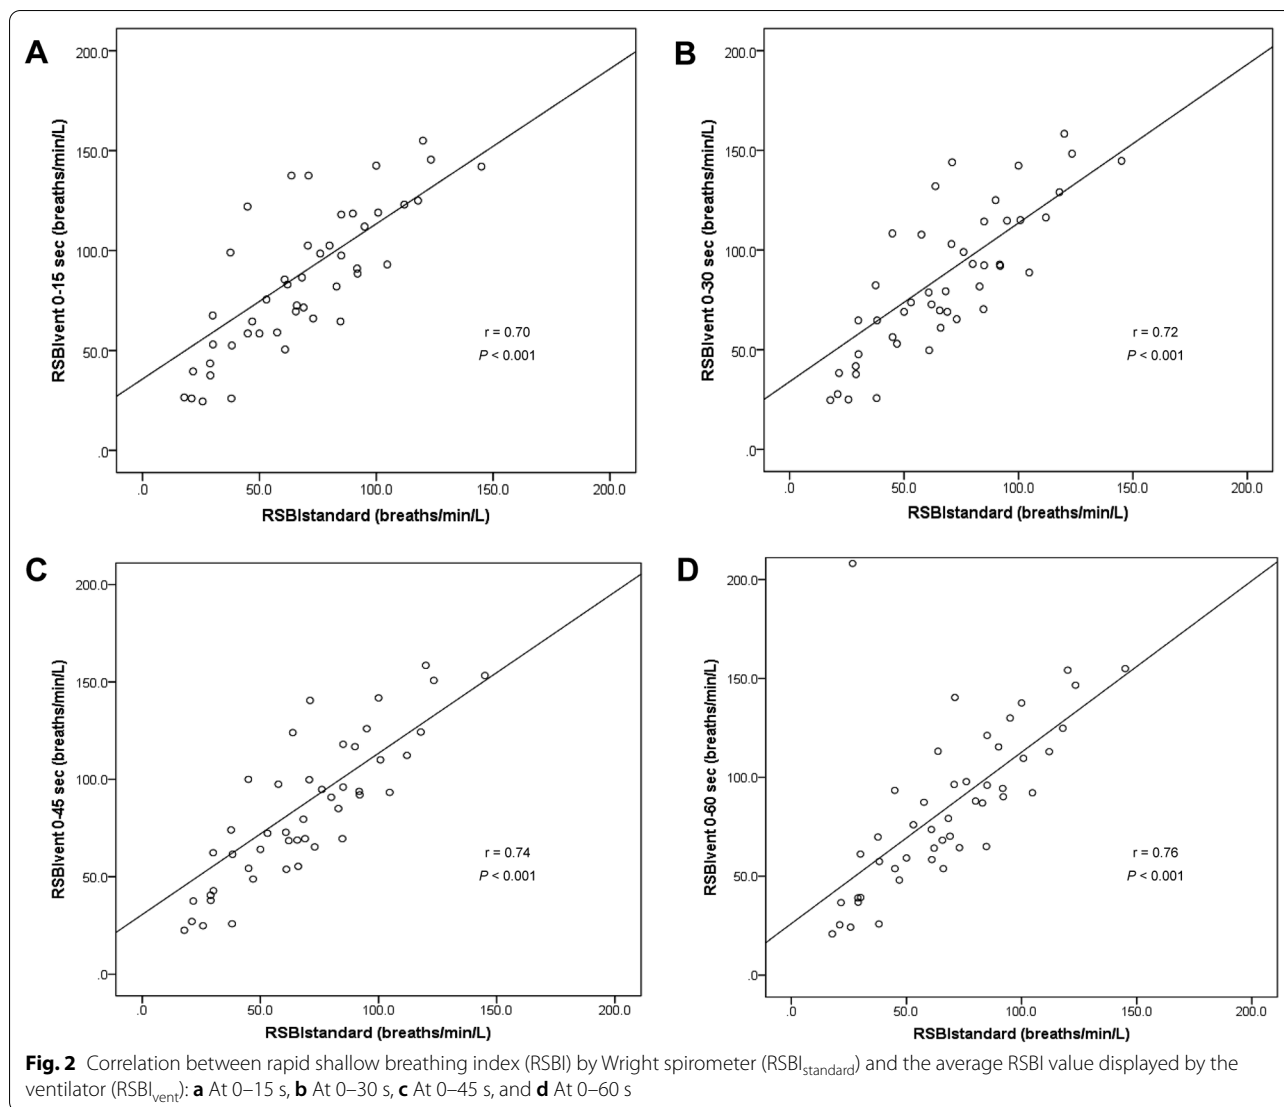 A
RSBIvent 0-15 sec (breaths/min/L)
200.0
150.0
100.0
50.0
.0
r = 0.70
P < 0.001
.0 50.0 100.0 150.0 200.0
RSBIstandard (breaths/min/L)
B
RSBIvent 0-30 sec (breaths/min/L)
200.0
150.0
100.0
50.0
.0
r = 0.72
P < 0.001
.0 50.0 100.0 150.0 200.0
RSBIstandard (breaths/min/L)
C
RSBIvent 0-45 sec (breaths/min/L)
200.0
150.0
100.0
50.0
.0
r = 0.74
P < 0.001
.0 50.0 100.0 150.0 200.0
RSBIstandard (breaths/min/L)
D
RSBIvent 0-60 sec (breaths/min/L)
200.0
150.0
100.0
50.0
.0
r = 0.76
P < 0.001
.0 50.0 100.0 150.0 200.0
RSBIstandard (breaths/min/L)
Fig. 2 Correlation between rapid shallow breathing index (RSBI) by Wright spirometer (RSBIstandard) and the average RSBI value displayed by the
ventilator (RSBIvent): a At 0–15 s, b At 0–30 s, c At 0–45 s, and d At 0–60 s